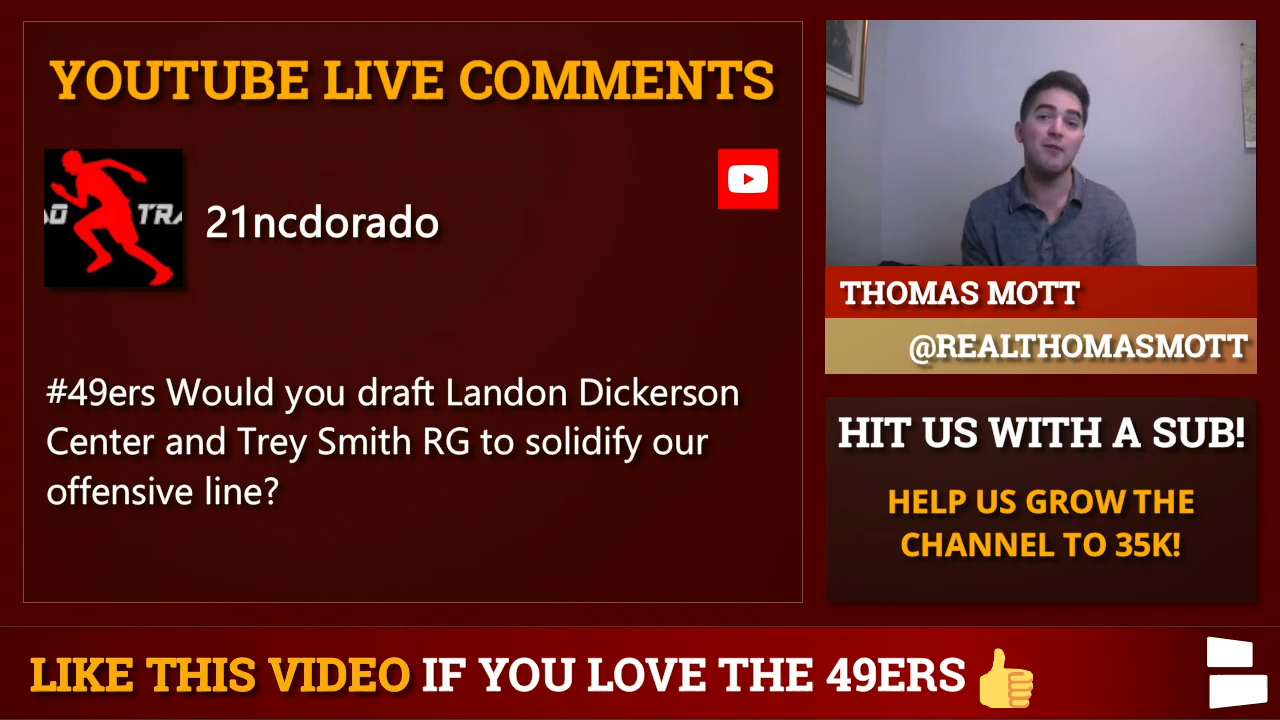 YOUTUBE LIVE COMMENTS
21ncdorado
#49ers Would you draft Landon Dickerson
Center and Trey Smith RG to solidify our
offensive line?
THOMAS MOTT
@REALTHOMASMOTT
HIT US WITH A SUB!
HELP US GROW THE
CHANNEL TO 35K!
LIKE THIS VIDEO IF YOU LOVE THE 49ERS